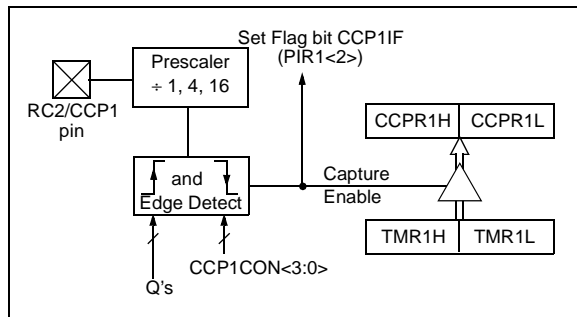 Set Flag bit CCP1IF
(PIR1<2>)
Prescaler
÷ 1, 4, 16
RC2/CCP1
pin
CCPR1H CCPR1L
and
Edge Detect
Capture
Enable
TMR1H TMR1L
CCP1CON<3:0>
Q's